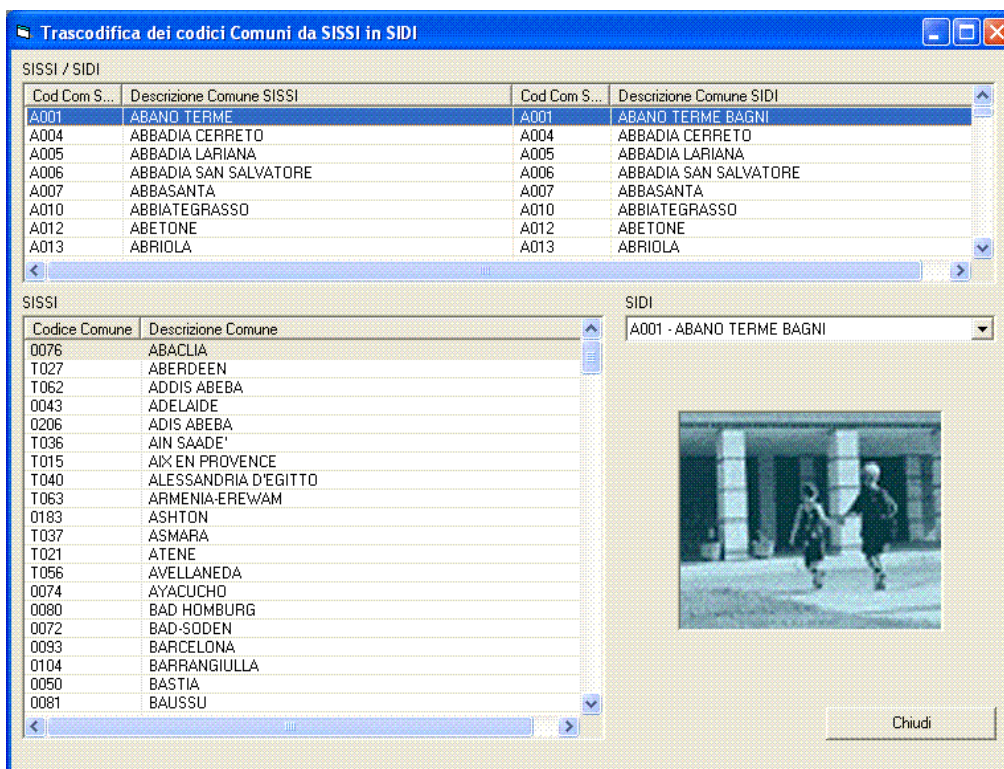 Trascodifica dei codici Comuni da SISSI in SIDI
SISSI / SIDI
Cod Com S... Descrizione Comune SISSI Cod Com S... Descrizione Comune SIDI
A001 ABANO TERME A001 ABANO TERME BAGNI
A004 ABBADIA CERRETO A004 ABBADIA CERRETO
A005 ABBADIA LARIANA A005 ABBADIA LARIANA
A006 ABBADIA SAN SALVATORE A006 ABBADIA SAN SALVATORE
A007 ABBASANTA A007 ABBASANTA
A010 ABBIATEGRASSO A010 ABBIATEGRASSO
A012 ABETONE A012 ABETONE
A013 ABRIOLA A013 ABRIOLA
SISSI
Codice Comune Descrizione Comune
0076 ABACLIA
T027 ABERDEEN
T062 ADDIS ABEBA
0043 ADELAIDE
0206 ADIS ABEBA
T036 AIN SAADE'
T015 AIX EN PROVENCE
T040 ALESSANDRIA D'EGITTO
T063 ARMENIA-EREWAM
0183 ASHTON
T037 ASMARA
T021 ATENE
T056 AVELLANEDA
0074 AYACUCHO
0080 BAD HOMBURG
0072 BAD-SODEN
0093 BARCELONA
0104 BARRANGIULLA
0050 BASTIA
0081 BAUSSU
SIDI
A001 - ABANO TERME BAGNI
Chiudi